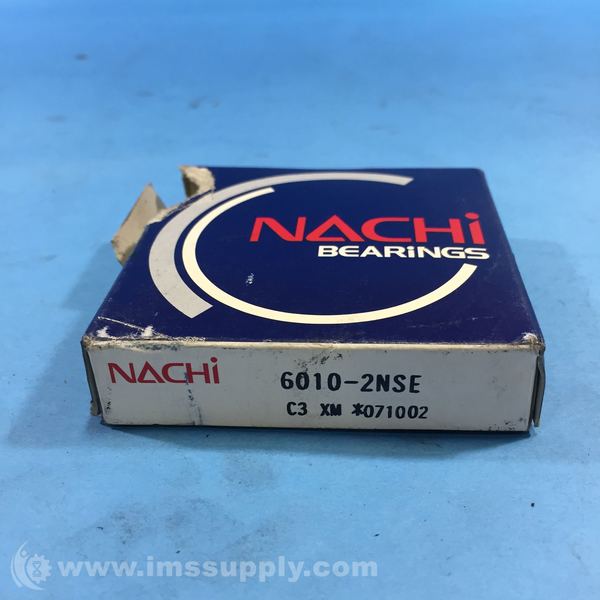 NACHi
BEARiNGS
NACHi 6010-2NSE
C3 XM *071002
www.imssupply.com